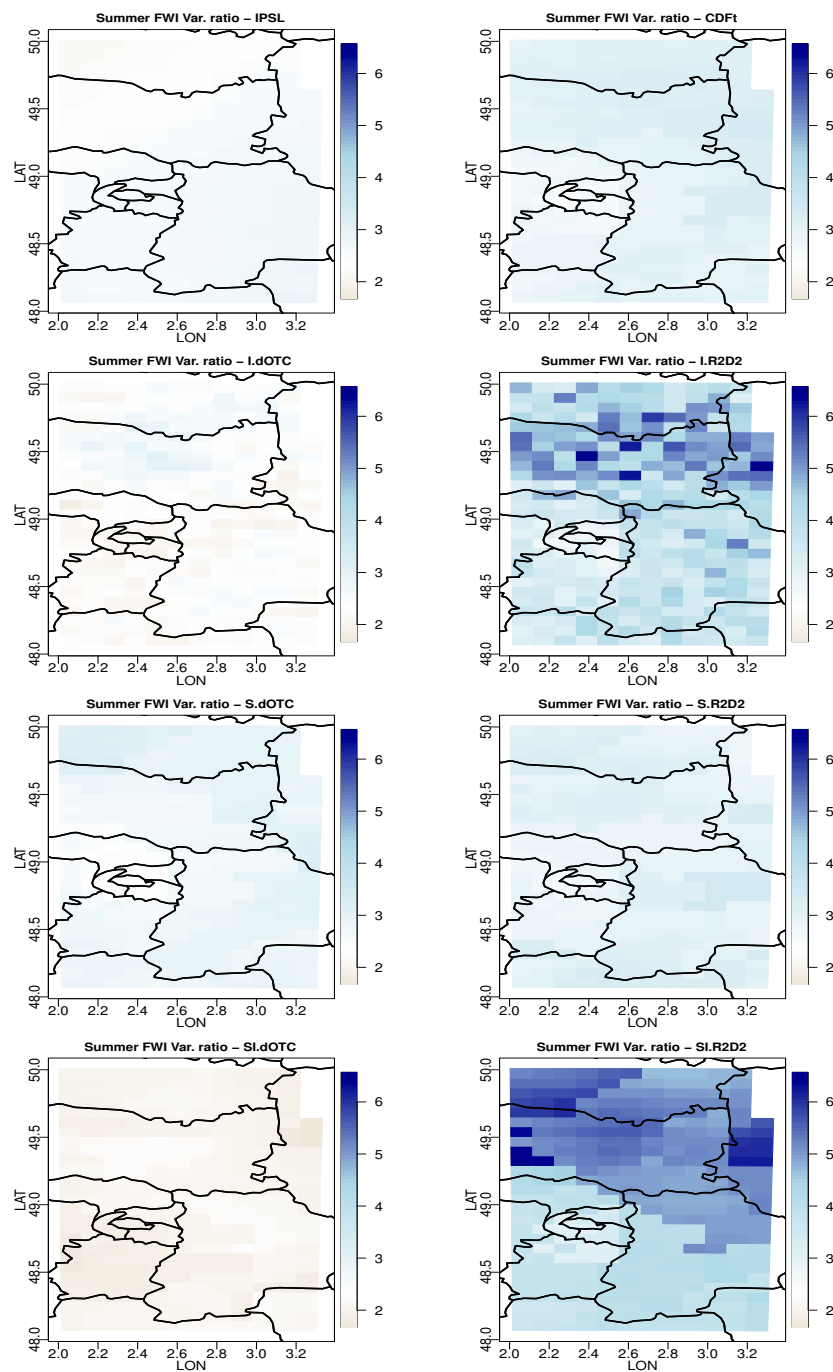 Summer FWI Var. ratio − IPSL
50.0
49.5
49.0
48.5
48.0
LAT
2.0 2.2 2.4 2.6 2.8 3.0 3.2
LON
6
5
4
3
2
Summer FWI Var. ratio − CDFt
50.0
49.5
49.0
48.5
48.0
LAT
2.0 2.2 2.4 2.6 2.8 3.0 3.2
LON
6
5
4
3
2
Summer FWI Var. ratio − I.dOTC
50.0
49.5
49.0
48.5
48.0
LAT
2.0 2.2 2.4 2.6 2.8 3.0 3.2
LON
6
5
4
3
2
Summer FWI Var. ratio − I.R2D2
50.0
49.5
49.0
48.5
48.0
LAT
2.0 2.2 2.4 2.6 2.8 3.0 3.2
LON
6
5
4
3
2
Summer FWI Var. ratio − S.dOTC
50.0
49.5
49.0
48.5
48.0
LAT
2.0 2.2 2.4 2.6 2.8 3.0 3.2
LON
6
5
4
3
2
Summer FWI Var. ratio − S.R2D2
50.0
49.5
49.0
48.5
48.0
LAT
2.0 2.2 2.4 2.6 2.8 3.0 3.2
LON
6
5
4
3
2
Summer FWI Var. ratio − SI.dOTC
50.0
49.5
49.0
48.5
48.0
LAT
2.0 2.2 2.4 2.6 2.8 3.0 3.2
LON
6
5
4
3
2
Summer FWI Var. ratio − SI.R2D2
50.0
49.5
49.0
48.5
48.0
LAT
2.0 2.2 2.4 2.6 2.8 3.0 3.2
LON
6
5
4
3
2